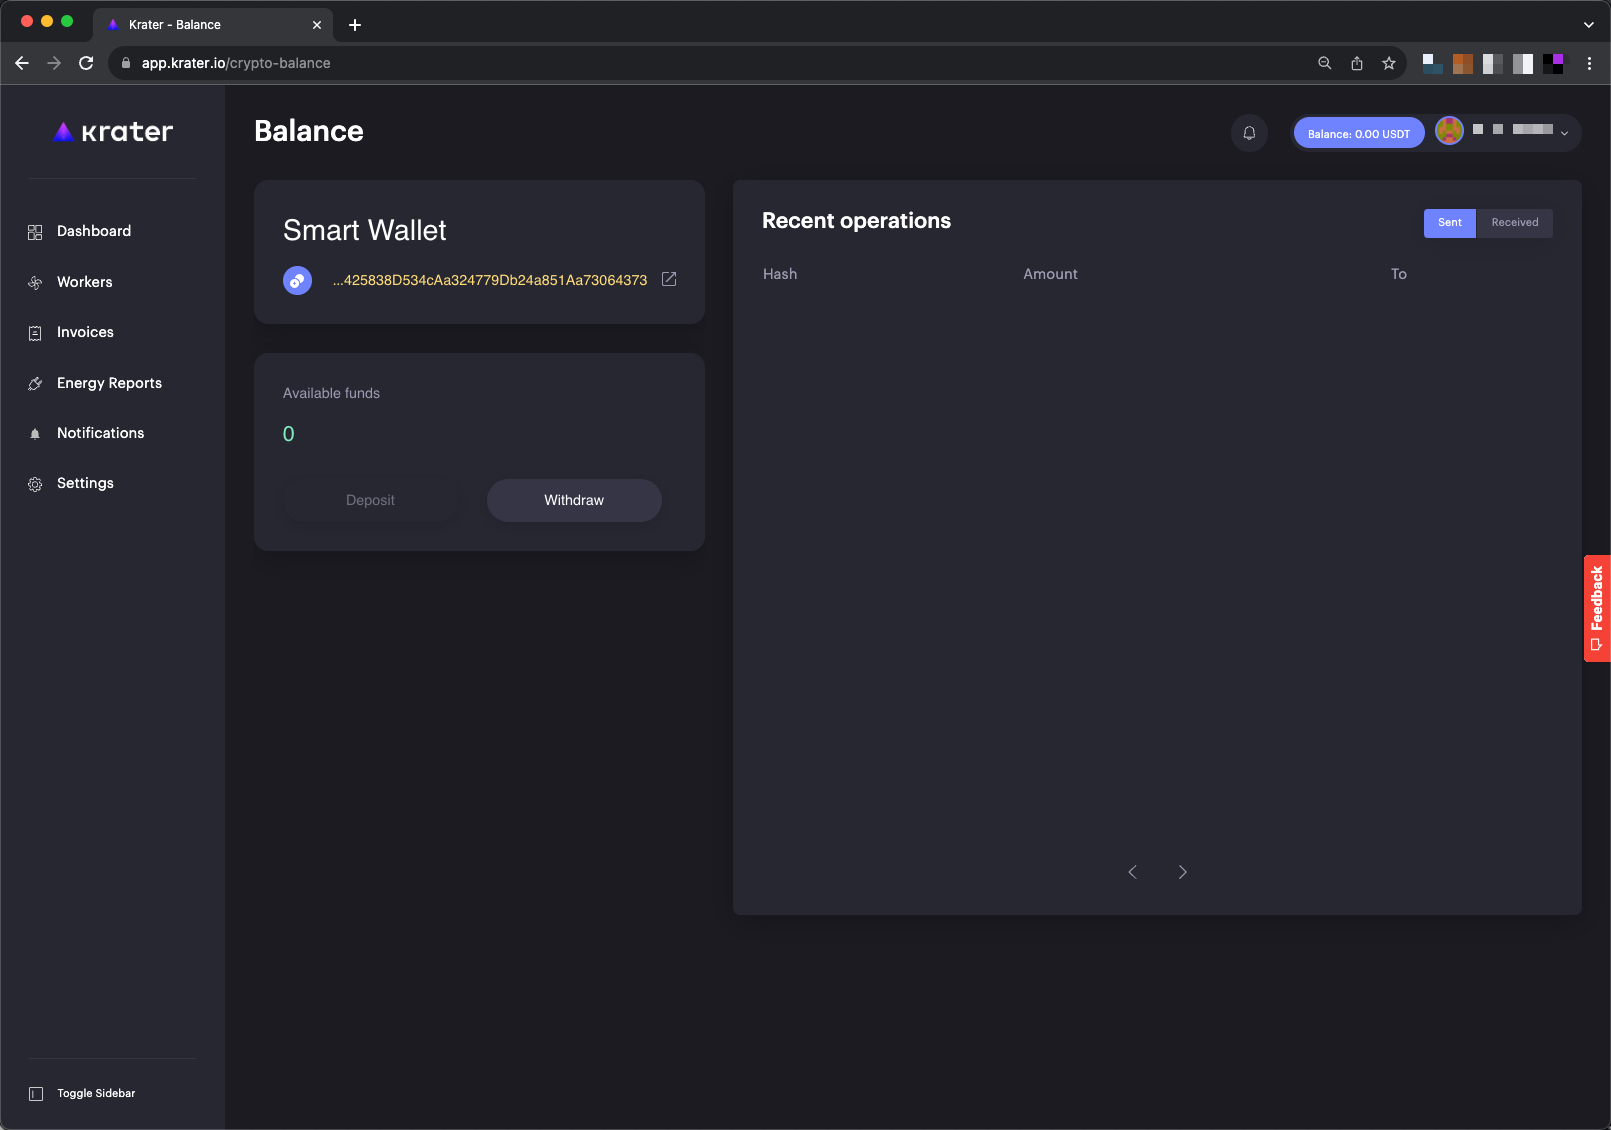 Krater - Balance
app.krater.io/crypto-balance
krater
Balance
Balance: 0.00 USDT
Dashboard
Workers
Invoices
Energy Reports
Notifications
Settings
Toggle Sidebar
Smart Wallet
...425838D534cAa324779Db24a851Aa73064373
Available funds
0
Deposit
Withdraw
Recent operations
Sent
Received
Hash
Amount
To
Feedback